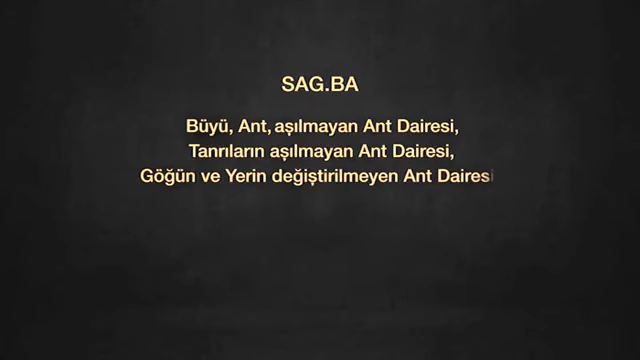 SAG.BA
Büyü, Ant, aşılmayan Ant Dairesi,
Tanrıların aşılmayan Ant Dairesi,
Göğün ve Yerin değiştirilmeyen Ant Dairesi